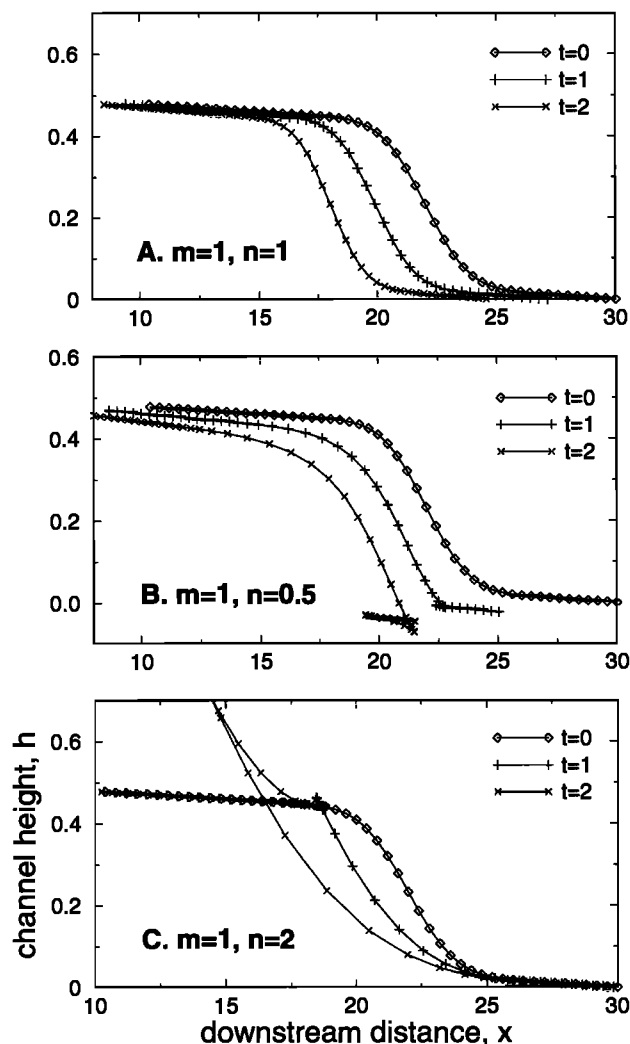 0.6
0.4
0.2
0
t=0
t=1
t=2
A. m=1, n=1
10 15 20 25 30
0.6
0.4
0.2
0.0
t=0
t=1
t=2
B. m=1, n=0.5
10 15 20 25 30
0.6
0.4
0.2
0
channel height, h
t=0
t=1
t=2
C. m=1, n=2
10 15 20 25 30
downstream distance, x